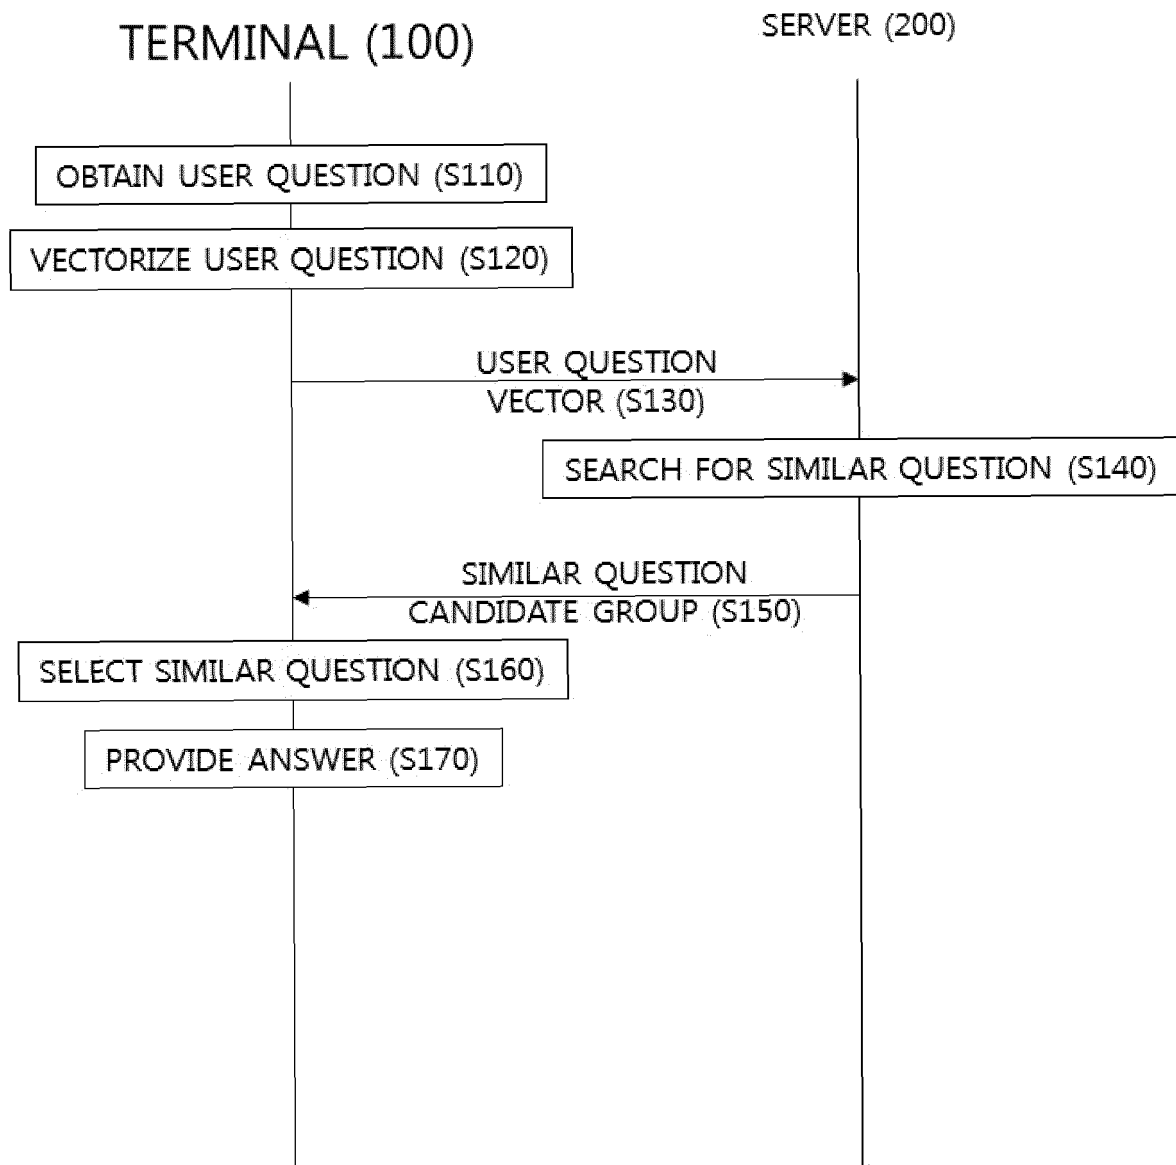 TERMINAL (100)
SERVER (200)
OBTAIN USER QUESTION (S110)
VECTORIZE USER QUESTION (S120)
USER QUESTION
VECTOR (S130)
SEARCH FOR SIMILAR QUESTION (S140)
SIMILAR QUESTION
CANDIDATE GROUP (S150)
SELECT SIMILAR QUESTION (S160)
PROVIDE ANSWER (S170)